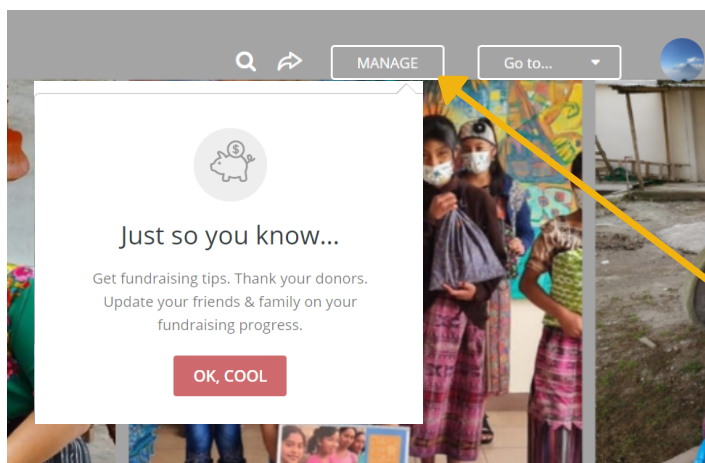 MANAGE
Go to...
$
Just so you know...
Get fundraising tips. Thank your donors.
Update your friends & family on your
fundraising progress.
OK, COOL